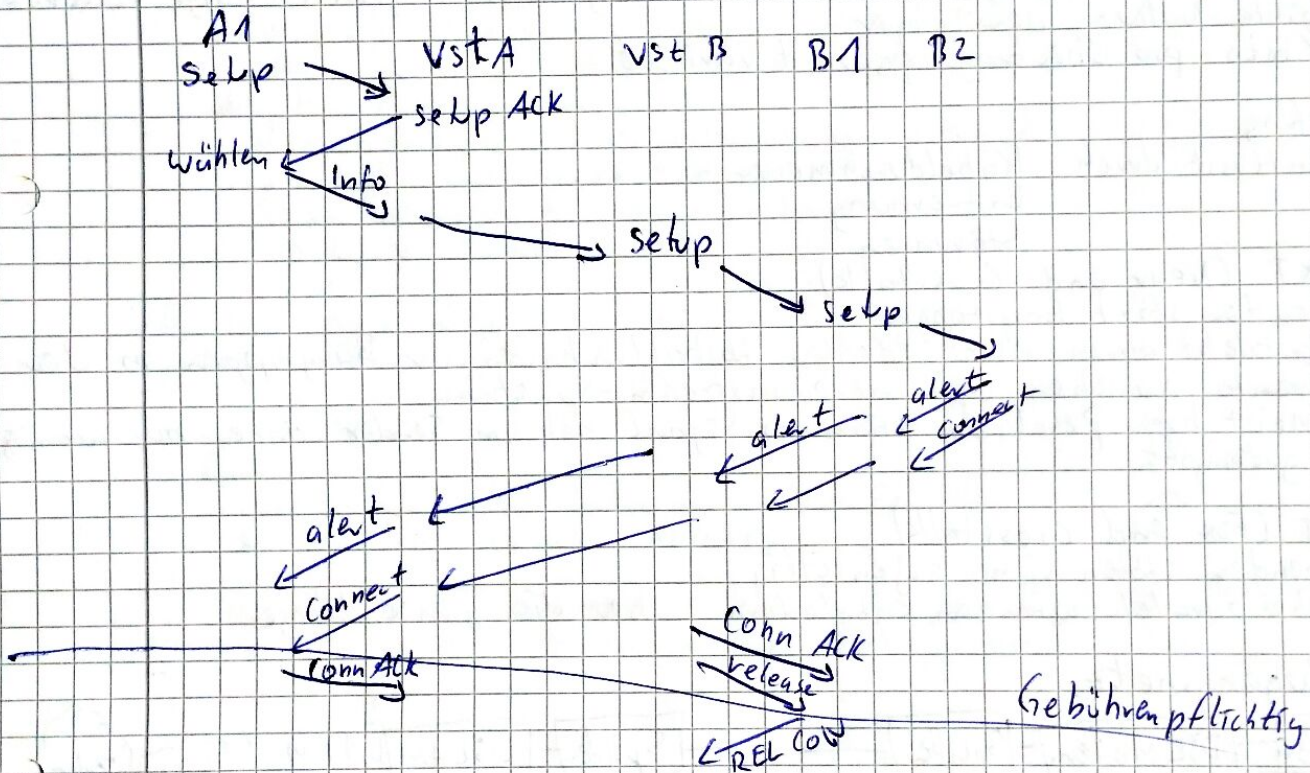 A1
VstA Vst B B1 B2
setup
setup ACK
wählen
Info
setup
setup
alert
connect
alert
alert
connect
Conn ACK
Conn ACK
release
REL COM
Gebührenpflichtig